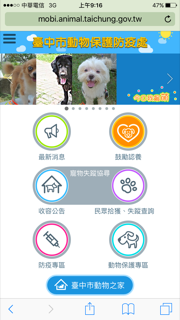 中華電信 3G 上午9:16
mobi.animal.taichung.gov.tw
臺中市動物保護防疫處
最新消息 鼓勵認養
寵物失蹤協尋
收容公告 民眾拾獲、失蹤查詢
防疫專區 動物保護專區
臺中市動物之家